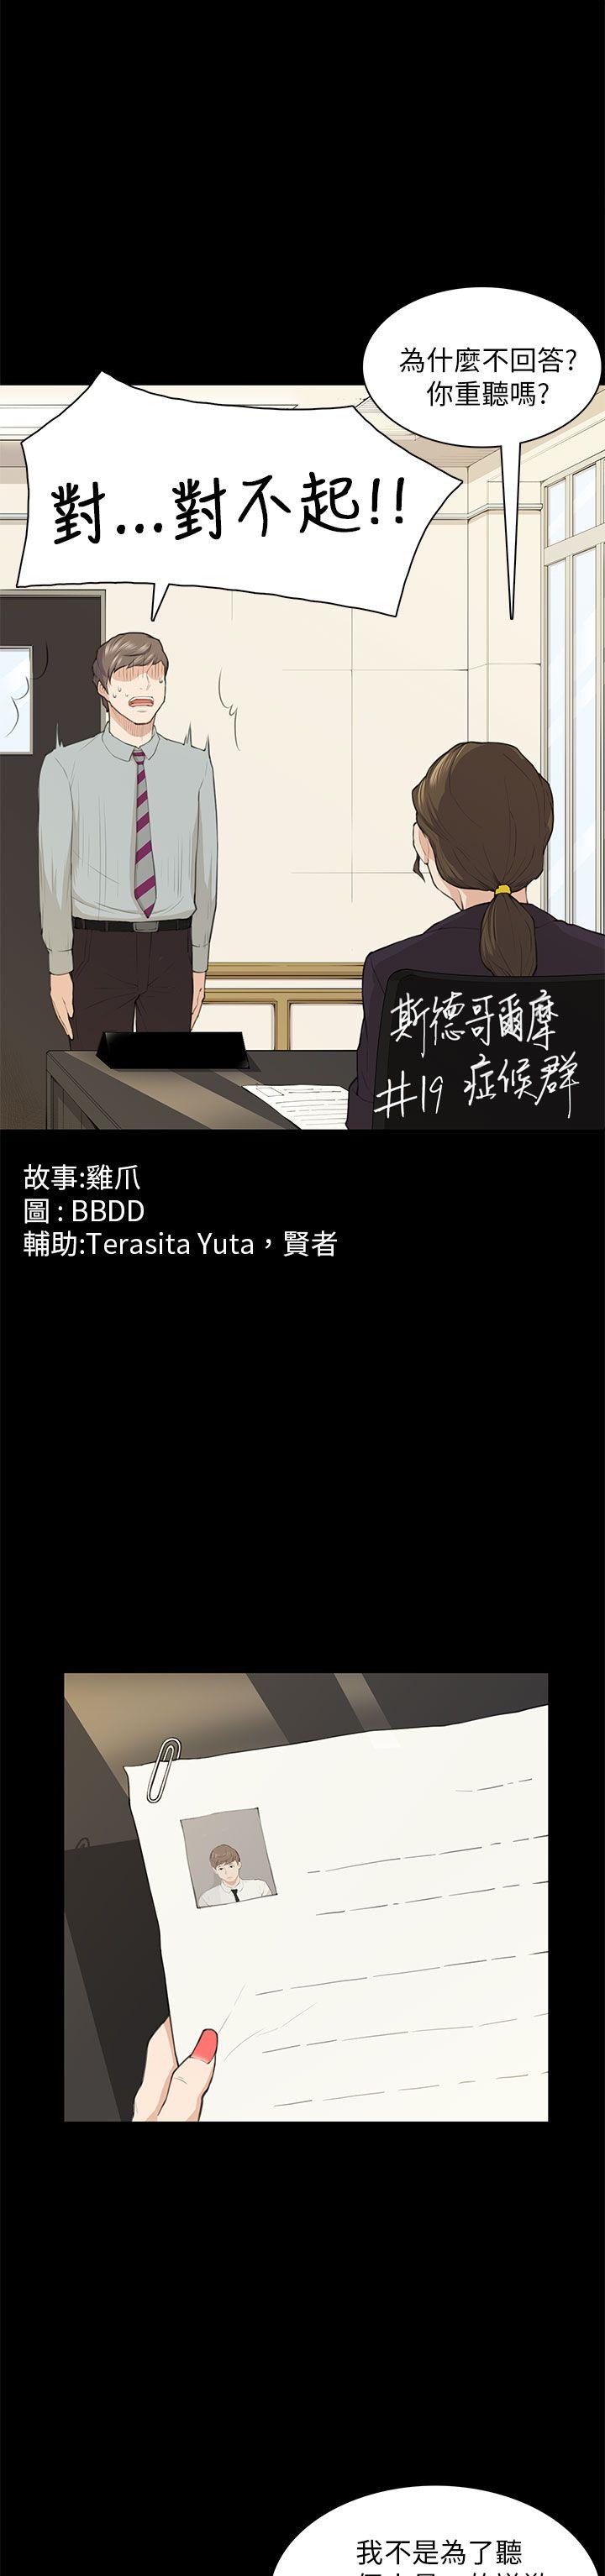 為什麼不回答?
你重聽嗎?
對...對不起!!
斯德哥爾摩
#19 症候群
故事:雞爪
圖 : BBDD
輔助:Terasita Yuta，賢者
我不是為了聽